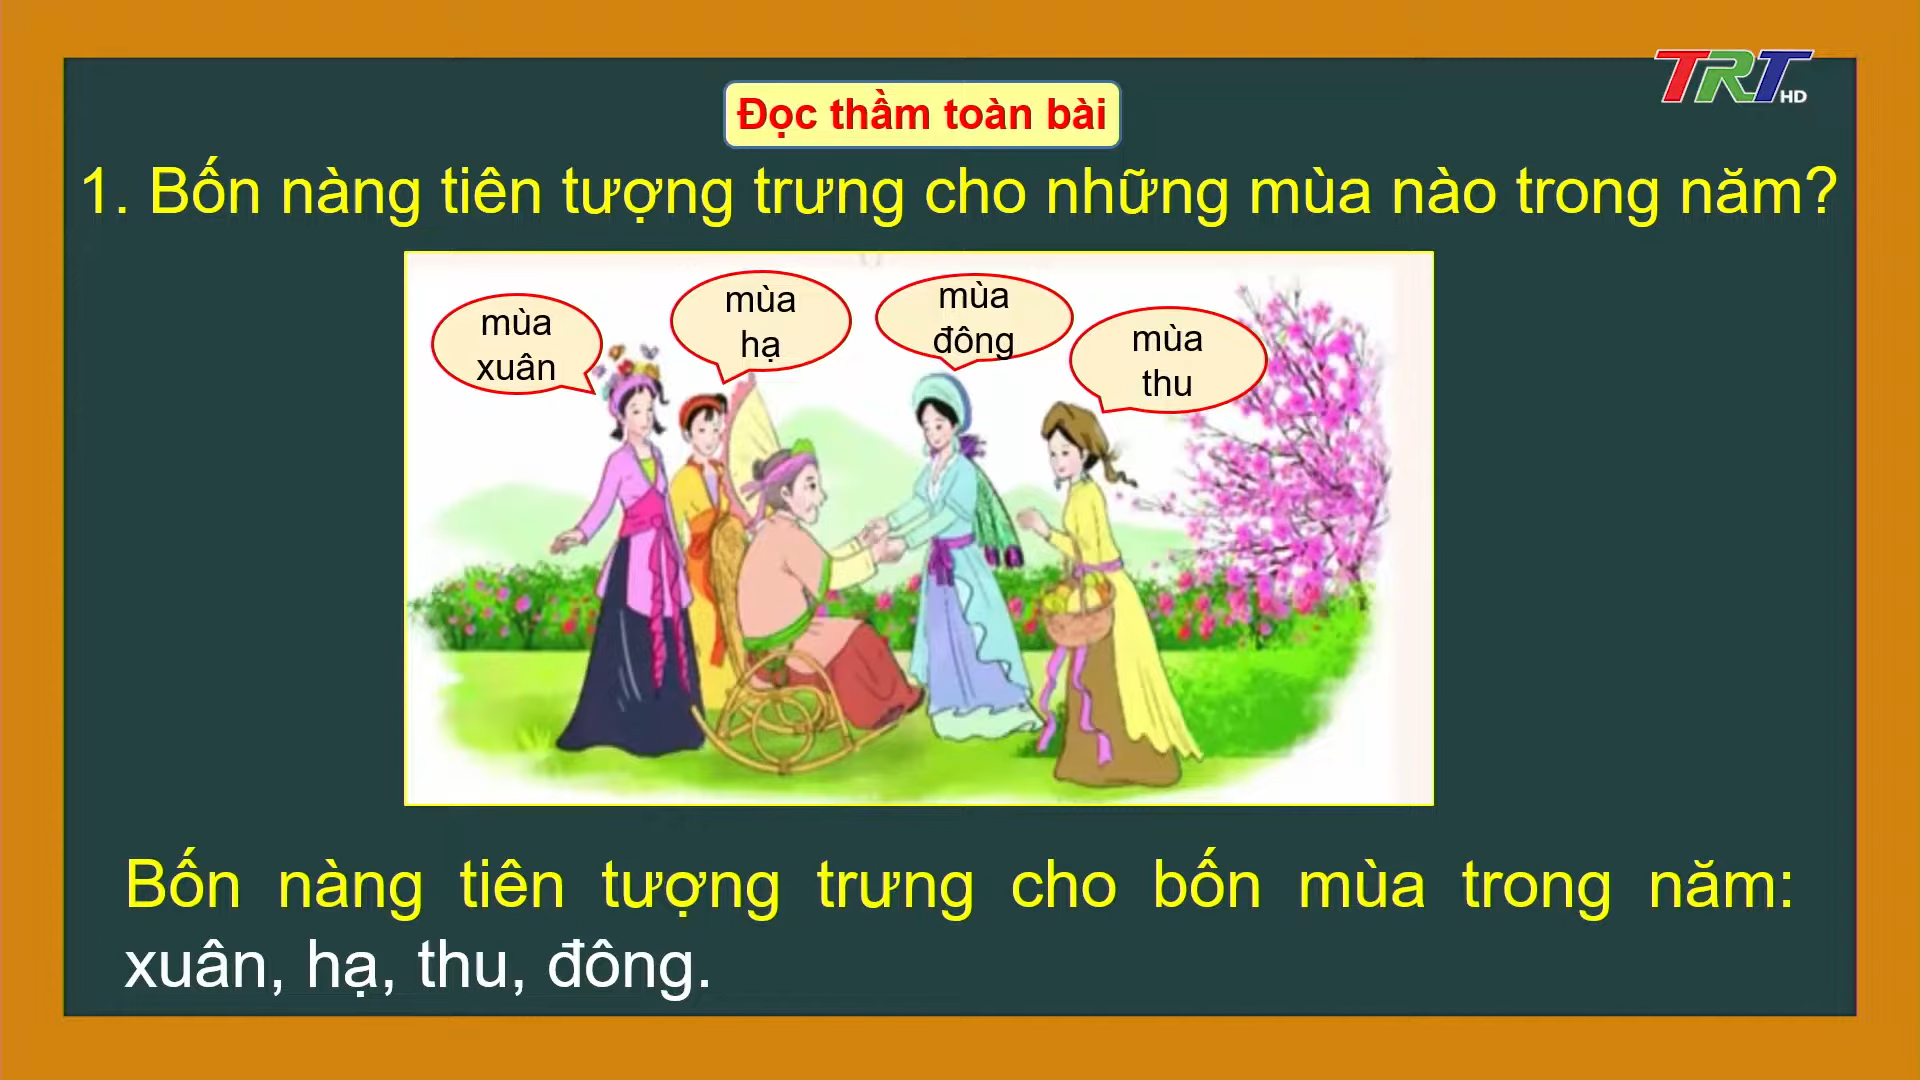 TRT HD
Đọc thầm toàn bài
1. Bốn nàng tiên tượng trưng cho những mùa nào trong năm?
mùa
xuân
mùa
hạ
mùa
đông
mùa
thu
Bốn nàng tiên tượng trưng cho bốn mùa trong năm:
xuân, hạ, thu, đông.